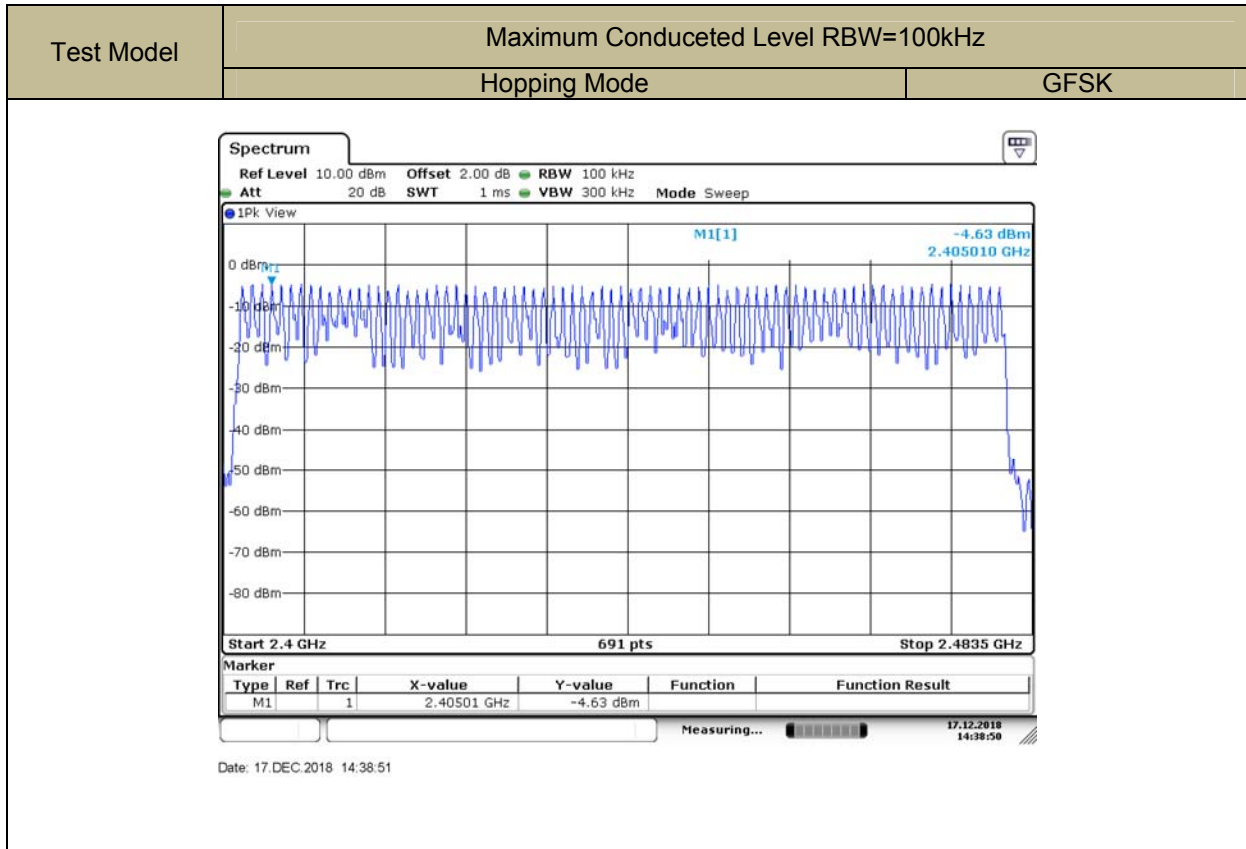 Test Model
Maximum Conduceted Level RBW=100kHz
Hopping Mode
GFSK
Spectrum
Ref Level 10.00 dBm Offset 2.00 dB RBW 100 kHz
Att 20 dB SWT 1 ms VBW 300 kHz Mode Sweep
1Pk View
M1[1] -4.63 dBm
2.405010 GHz
0 dBm
M1
-10 dBm
-20 dBm
-30 dBm
-40 dBm
-50 dBm
-60 dBm
-70 dBm
-80 dBm
Start 2.4 GHz 691 pts Stop 2.4835 GHz
Marker
Type Ref Trc X-value Y-value Function Function Result
M1 1 2.40501 GHz -4.63 dBm
Measuring... 17.12.2018
14:38:50
Date: 17.DEC.2018 14:38:51